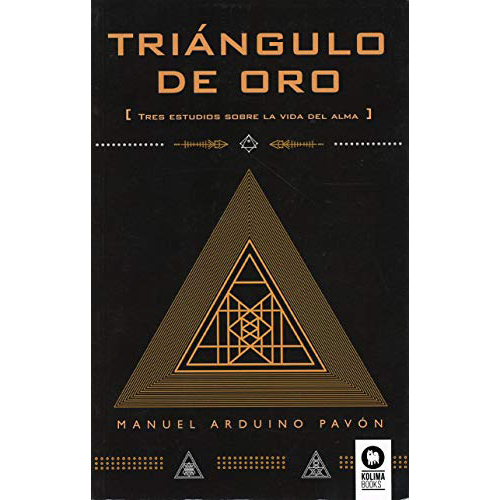 TRIÁNGULO
DE ORO
[ TRES ESTUDIOS SOBRE LA VIDA DEL ALMA ]
MANUEL ARDUINO PAVÓN
KOLIMA
BOOKS